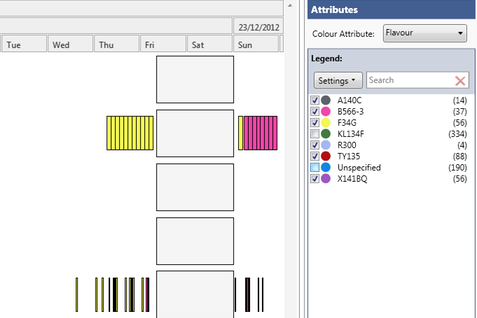 23/12/2012
Tue Wed Thu Fri Sat Sun
Attributes
Colour Attribute: Flavour
Legend:
Settings Search
A140C (14)
B566-3 (37)
F34G (56)
KL134F (334)
R300 (4)
TY135 (88)
Unspecified (190)
X141BQ (56)